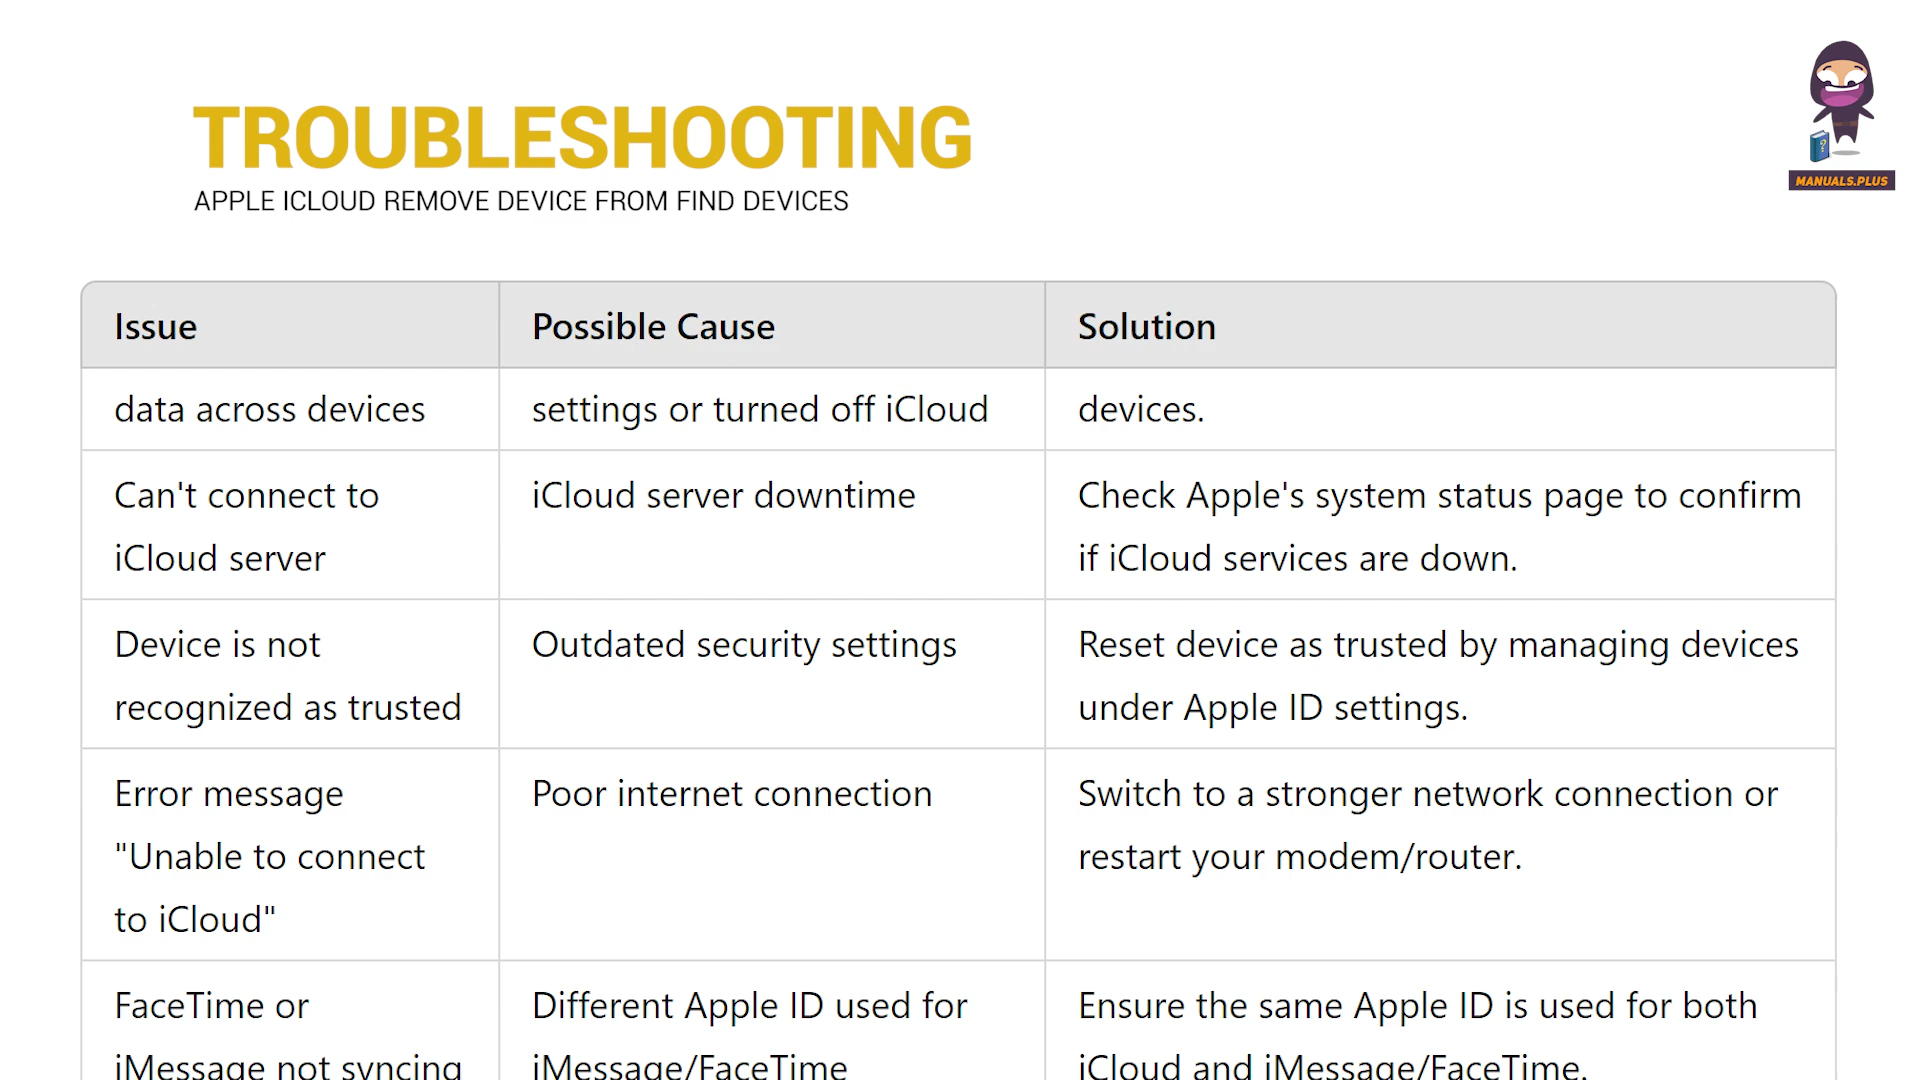 TROUBLESHOOTING
APPLE ICLOUD REMOVE DEVICE FROM FIND DEVICES
?
MANUALS.PLUS
Issue
Possible Cause
Solution
data across devices
settings or turned off iCloud
devices.
Can't connect to
iCloud server
iCloud server downtime
Check Apple's system status page to confirm
if iCloud services are down.
Device is not
recognized as trusted
Outdated security settings
Reset device as trusted by managing devices
under Apple ID settings.
Error message
"Unable to connect
to iCloud"
Poor internet connection
Switch to a stronger network connection or
restart your modem/router.
FaceTime or
iMessage not syncing
Different Apple ID used for
iMessage/FaceTime
Ensure the same Apple ID is used for both
iCloud and iMessage/FaceTime.